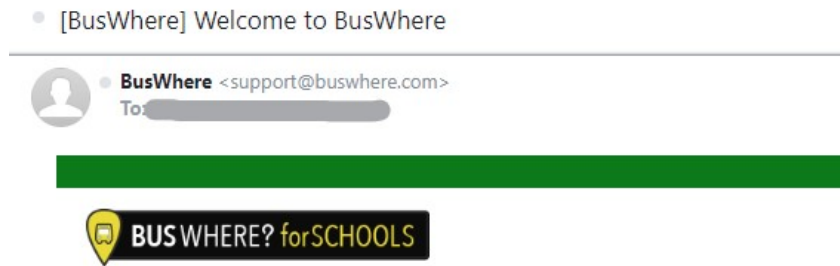 [BusWhere] Welcome to BusWhere
BusWhere <support@buswhere.com>
To:
BUS WHERE? forSCHOOLS